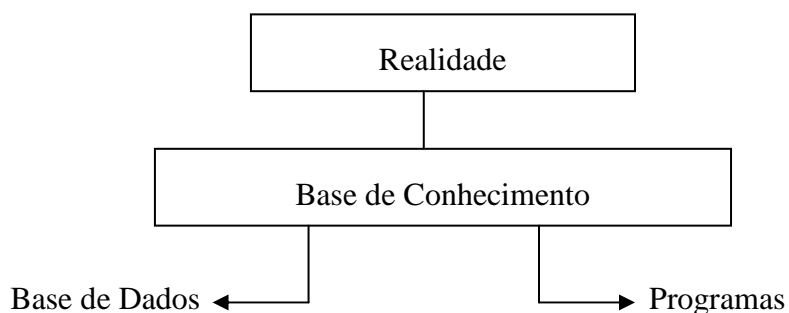 Realidade
Base de Conhecimento
Base de Dados
Programas